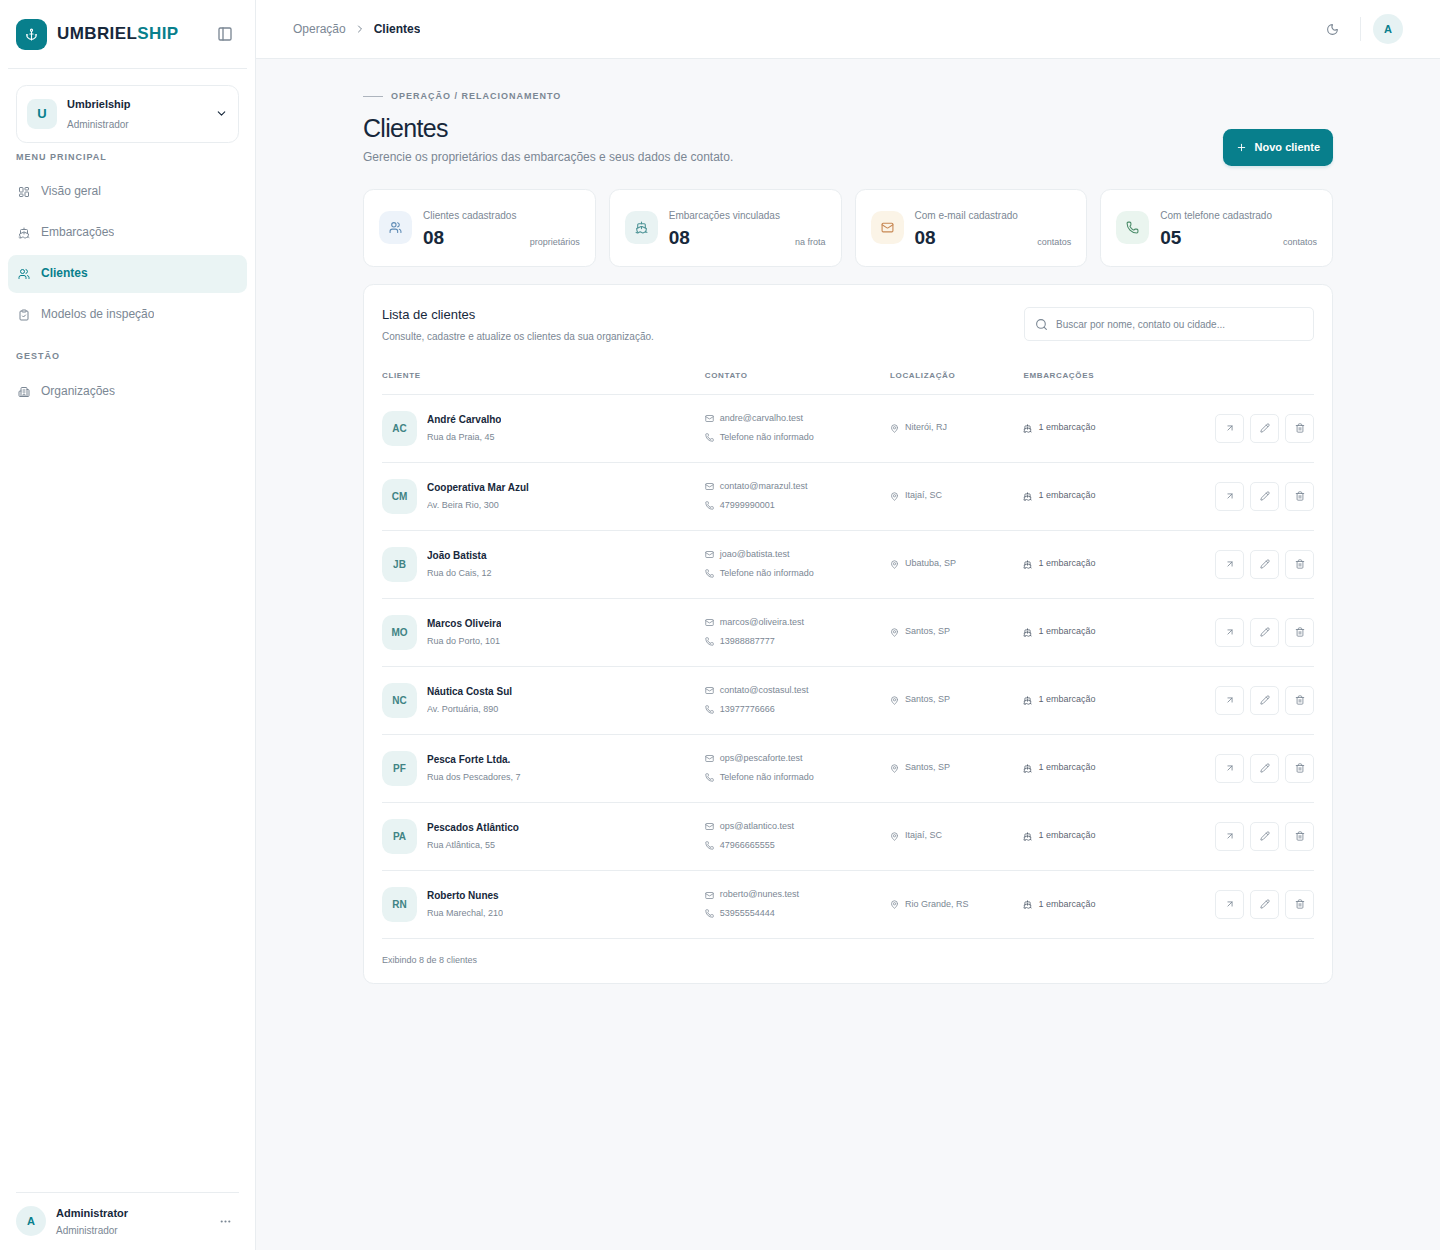 UMBRIELSHIP
Operação > Clientes
A
U
Umbrielship
Administrador
MENU PRINCIPAL
Visão geral
Embarcações
Clientes
Modelos de inspeção
GESTÃO
Organizações
OPERAÇÃO / RELACIONAMENTO
Clientes
Gerencie os proprietários das embarcações e seus dados de contato.
+ Novo cliente
Clientes cadastrados
08 proprietários
Embarcações vinculadas
08 na frota
Com e-mail cadastrado
08 contatos
Com telefone cadastrado
05 contatos
Lista de clientes
Consulte, cadastre e atualize os clientes da sua organização.
Buscar por nome, contato ou cidade...
CLIENTE CONTATO LOCALIZAÇÃO EMBARCAÇÕES
AC
André Carvalho
Rua da Praia, 45
andre@carvalho.test
Telefone não informado
Niterói, RJ
1 embarcação
CM
Cooperativa Mar Azul
Av. Beira Rio, 300
contato@marazul.test
47999990001
Itajaí, SC
1 embarcação
JB
João Batista
Rua do Cais, 12
joao@batista.test
Telefone não informado
Ubatuba, SP
1 embarcação
MO
Marcos Oliveira
Rua do Porto, 101
marcos@oliveira.test
13988887777
Santos, SP
1 embarcação
NC
Náutica Costa Sul
Av. Portuária, 890
contato@costasul.test
13977776666
Santos, SP
1 embarcação
PF
Pesca Forte Ltda.
Rua dos Pescadores, 7
ops@pescaforte.test
Telefone não informado
Santos, SP
1 embarcação
PA
Pescados Atlântico
Rua Atlântica, 55
ops@atlantico.test
47966665555
Itajaí, SC
1 embarcação
RN
Roberto Nunes
Rua Marechal, 210
roberto@nunes.test
53955554444
Rio Grande, RS
1 embarcação
Exibindo 8 de 8 clientes
A
Administrator
Administrador